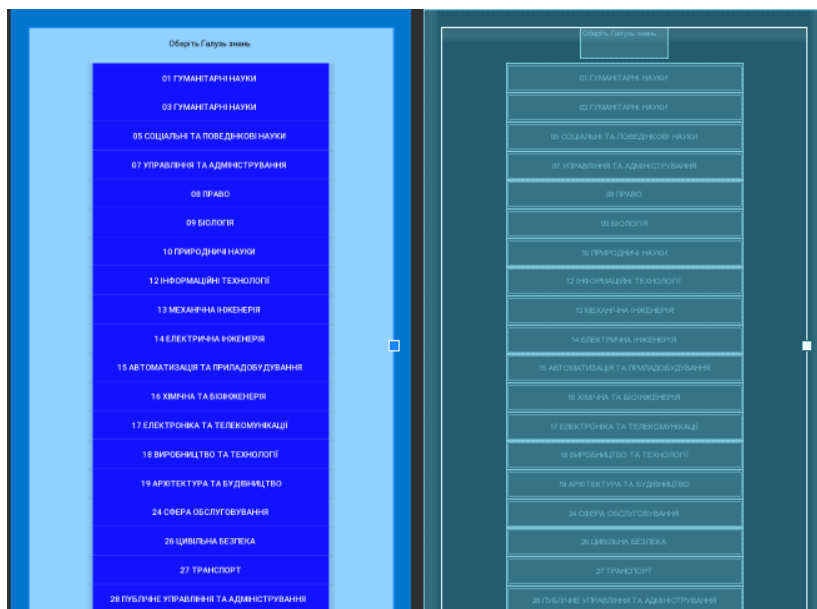 Оберіть Галузь знань
01 ГУМАНІТАРНІ НАУКИ
03 ГУМАНІТАРНІ НАУКИ
05 СОЦІАЛЬНІ ТА ПОВЕДІНКОВІ НАУКИ
07 УПРАВЛІННЯ ТА АДМІНІСТРУВАННЯ
08 ПРАВО
09 БІОЛОГІЯ
10 ПРИРОДНИЧІ НАУКИ
12 ІНФОРМАЦІЙНІ ТЕХНОЛОГІЇ
13 МЕХАНІЧНА ІНЖЕНЕРІЯ
14 ЕЛЕКТРИЧНА ІНЖЕНЕРІЯ
15 АВТОМАТИЗАЦІЯ ТА ПРИЛАДОБУДУВАННЯ
16 ХІМІЧНА ТА БІОІНЖЕНЕРІЯ
17 ЕЛЕКТРОНІКА ТА ТЕЛЕКОМУНІКАЦІЇ
18 ВИРОБНИЦТВО ТА ТЕХНОЛОГІЇ
19 АРХІТЕКТУРА ТА БУДІВНИЦТВО
24 СФЕРА ОБСЛУГОВУВАННЯ
26 ЦИВІЛЬНА БЕЗПЕКА
27 ТРАНСПОРТ
28 ПУБЛІЧНЕ УПРАВЛІННЯ ТА АДМІНІСТРУВАННЯ
Оберіть Галузь знань
01 ГУМАНІТАРНІ НАУКИ
03 ГУМАНІТАРНІ НАУКИ
05 СОЦІАЛЬНІ ТА ПОВЕДІНКОВІ НАУКИ
07 УПРАВЛІННЯ ТА АДМІНІСТРУВАННЯ
08 ПРАВО
09 БІОЛОГІЯ
10 ПРИРОДНИЧІ НАУКИ
12 ІНФОРМАЦІЙНІ ТЕХНОЛОГІЇ
13 МЕХАНІЧНА ІНЖЕНЕРІЯ
14 ЕЛЕКТРИЧНА ІНЖЕНЕРІЯ
15 АВТОМАТИЗАЦІЯ ТА ПРИЛАДОБУДУВАННЯ
16 ХІМІЧНА ТА БІОІНЖЕНЕРІЯ
17 ЕЛЕКТРОНІКА ТА ТЕЛЕКОМУНІКАЦІЇ
18 ВИРОБНИЦТВО ТА ТЕХНОЛОГІЇ
19 АРХІТЕКТУРА ТА БУДІВНИЦТВО
24 СФЕРА ОБСЛУГОВУВАННЯ
26 ЦИВІЛЬНА БЕЗПЕКА
27 ТРАНСПОРТ
28 ПУБЛІЧНЕ УПРАВЛІННЯ ТА АДМІНІСТРУВАННЯ